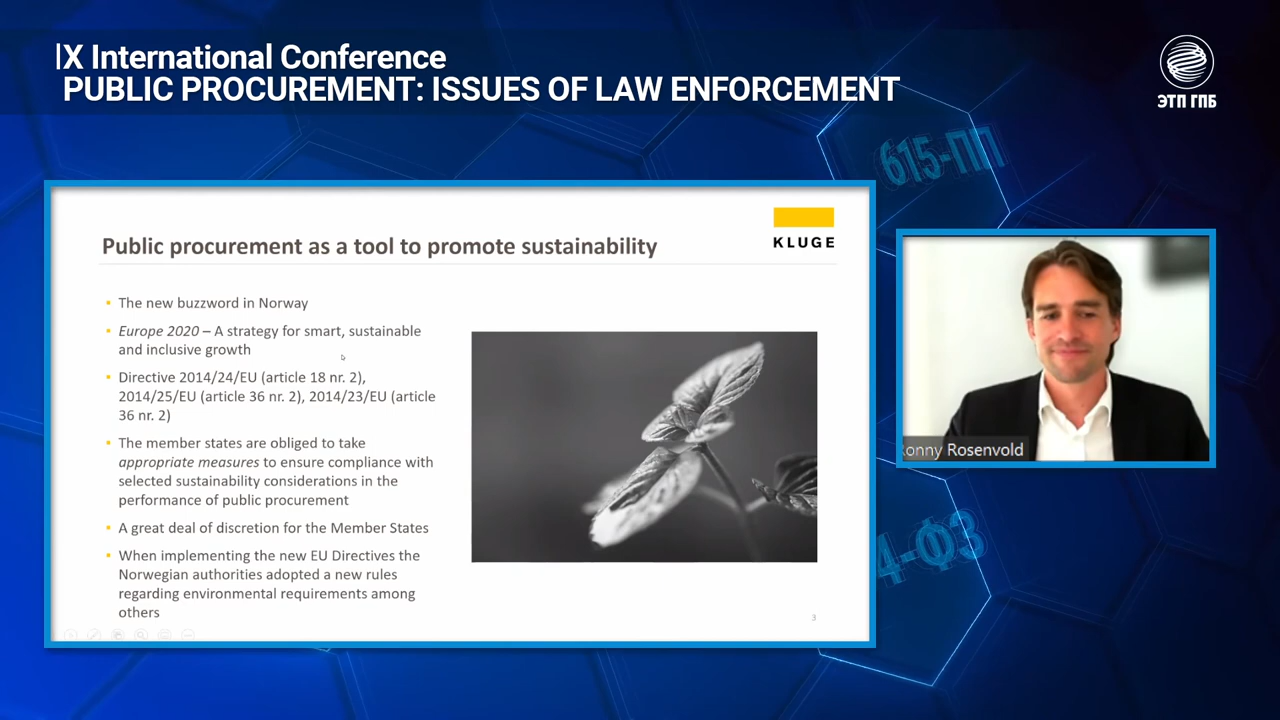 IX International Conference
PUBLIC PROCUREMENT: ISSUES OF LAW ENFORCEMENT
ЭТП ГПБ
615-ПП
KLUGE
Public procurement as a tool to promote sustainability
The new buzzword in Norway
Europe 2020 – A strategy for smart, sustainable
and inclusive growth
Directive 2014/24/EU (article 18 nr. 2),
2014/25/EU (article 36 nr. 2), 2014/23/EU (article
36 nr. 2)
The member states are obliged to take
appropriate measures to ensure compliance with
selected sustainability considerations in the
performance of public procurement
A great deal of discretion for the Member States
When implementing the new EU Directives the
Norwegian authorities adopted a new rules
regarding environmental requirements among
others
3
onny Rosenvold
4-ФЗ